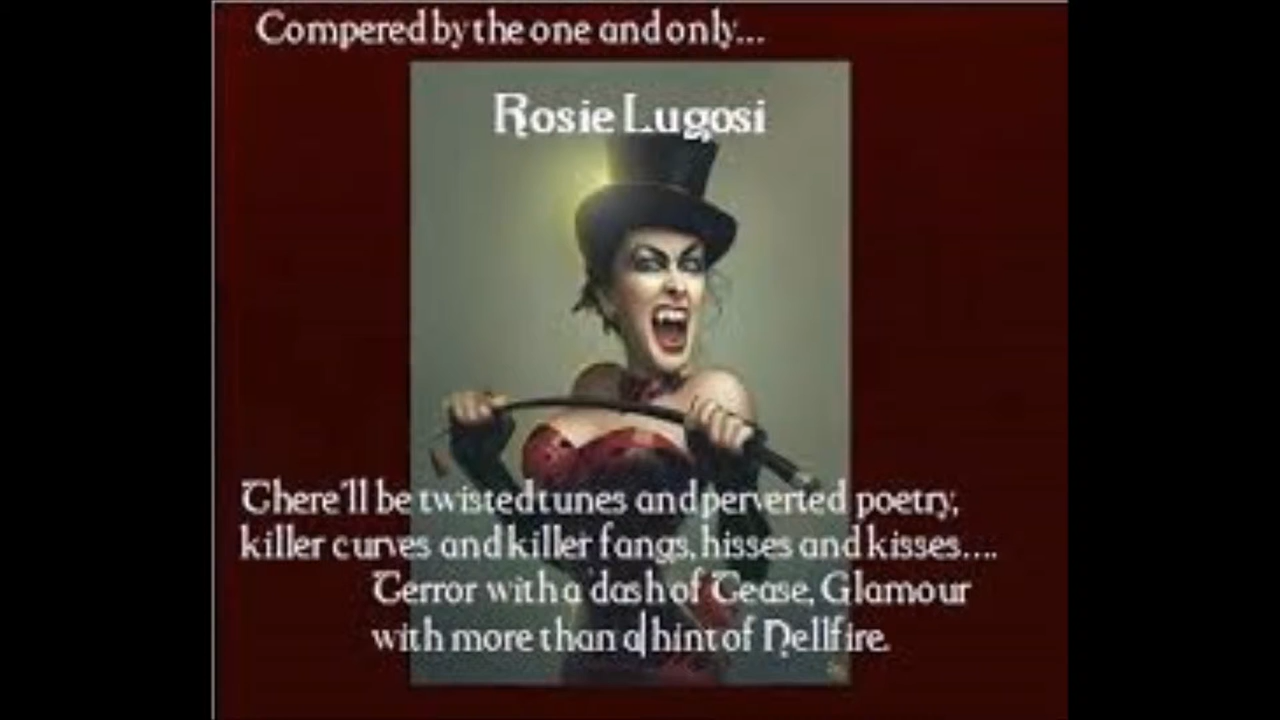 Compered by the one and only...
Rosie Lugosi
There'll be twisted tunes and perverted poetry,
killer curves and killer fangs, hisses and kisses....
Terror with a dash of Tease, Glamour
with more than a hint of Hellfire.